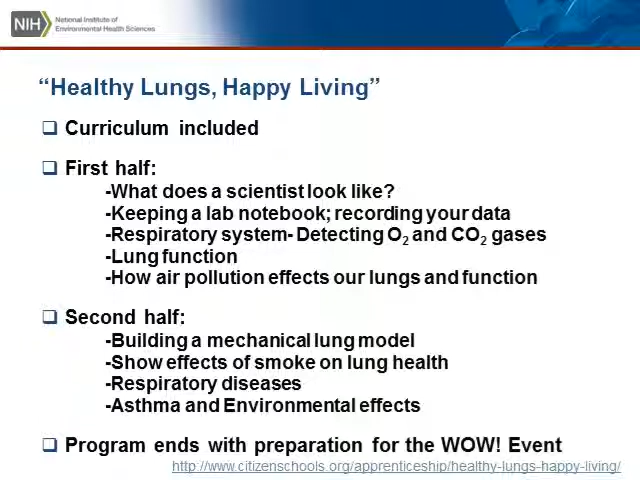 NIH National Institute of
Environmental Health Sciences
“Healthy Lungs, Happy Living”
❑ Curriculum included
❑ First half:
-What does a scientist look like?
-Keeping a lab notebook; recording your data
-Respiratory system- Detecting O₂ and CO₂ gases
-Lung function
-How air pollution effects our lungs and function
❑ Second half:
-Building a mechanical lung model
-Show effects of smoke on lung health
-Respiratory diseases
-Asthma and Environmental effects
❑ Program ends with preparation for the WOW! Event
http://www.citizenschools.org/apprenticeship/healthy-lungs-happy-living/